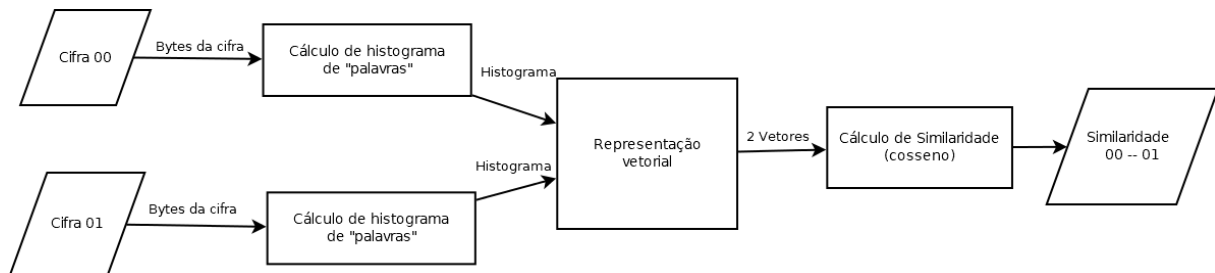 Cifra 00
Bytes da cifra
Cálculo de histograma
de "palavras"
Histograma
Cifra 01
Bytes da cifra
Cálculo de histograma
de "palavras"
Histograma
Representação
vetorial
2 Vetores
Cálculo de Similaridade
(cosseno)
Similaridade
00 -- 01